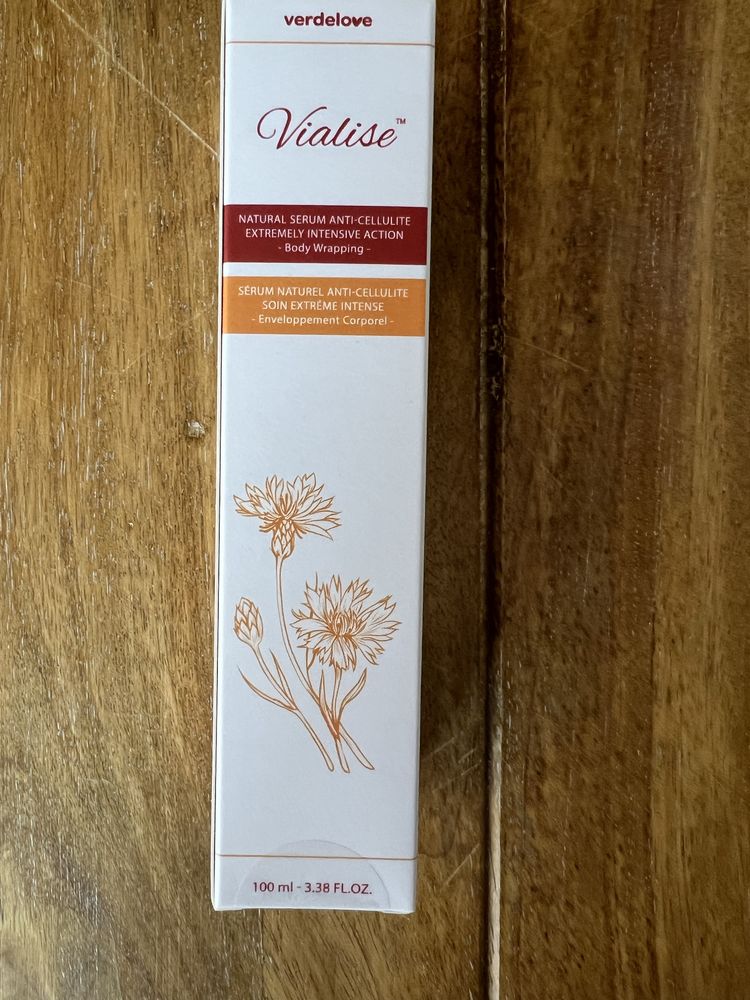 verdelove
Vialise™
NATURAL SERUM ANTI-CELLULITE
EXTREMELY INTENSIVE ACTION
- Body Wrapping -
SÉRUM NATUREL ANTI-CELLULITE
SOIN EXTRÊME INTENSE
- Enveloppement Corporel -
100 ml - 3.38 FL.OZ.